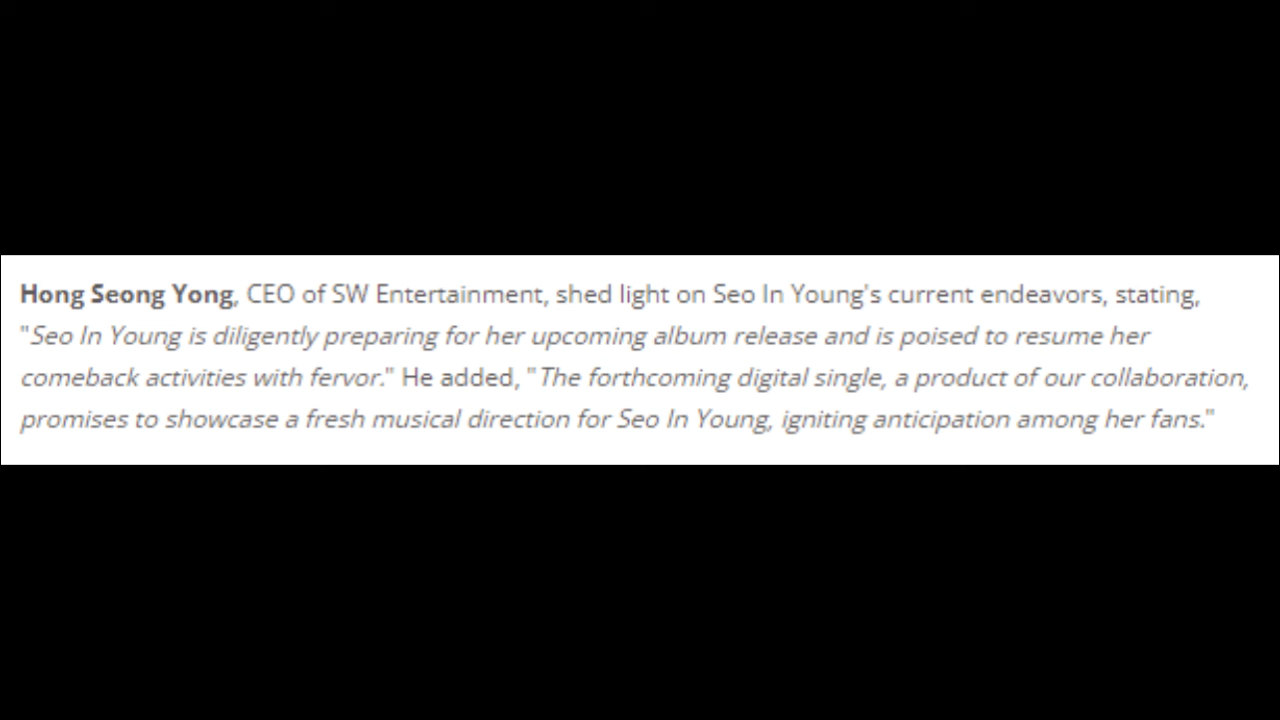 Hong Seong Yong, CEO of SW Entertainment, shed light on Seo In Young's current endeavors, stating,
"Seo In Young is diligently preparing for her upcoming album release and is poised to resume her
comeback activities with fervor." He added, "The forthcoming digital single, a product of our collaboration,
promises to showcase a fresh musical direction for Seo In Young, igniting anticipation among her fans."